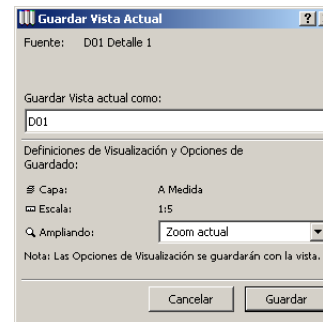 Guardar Vista Actual
Fuente: D01 Detalle 1
Guardar Vista actual como:
D01
Definiciones de Visualización y Opciones de
Guardado:
Capa: A Medida
Escala: 1:5
Ampliando: Zoom actual
Nota: Las Opciones de Visualización se guardarán con la vista.
Cancelar Guardar